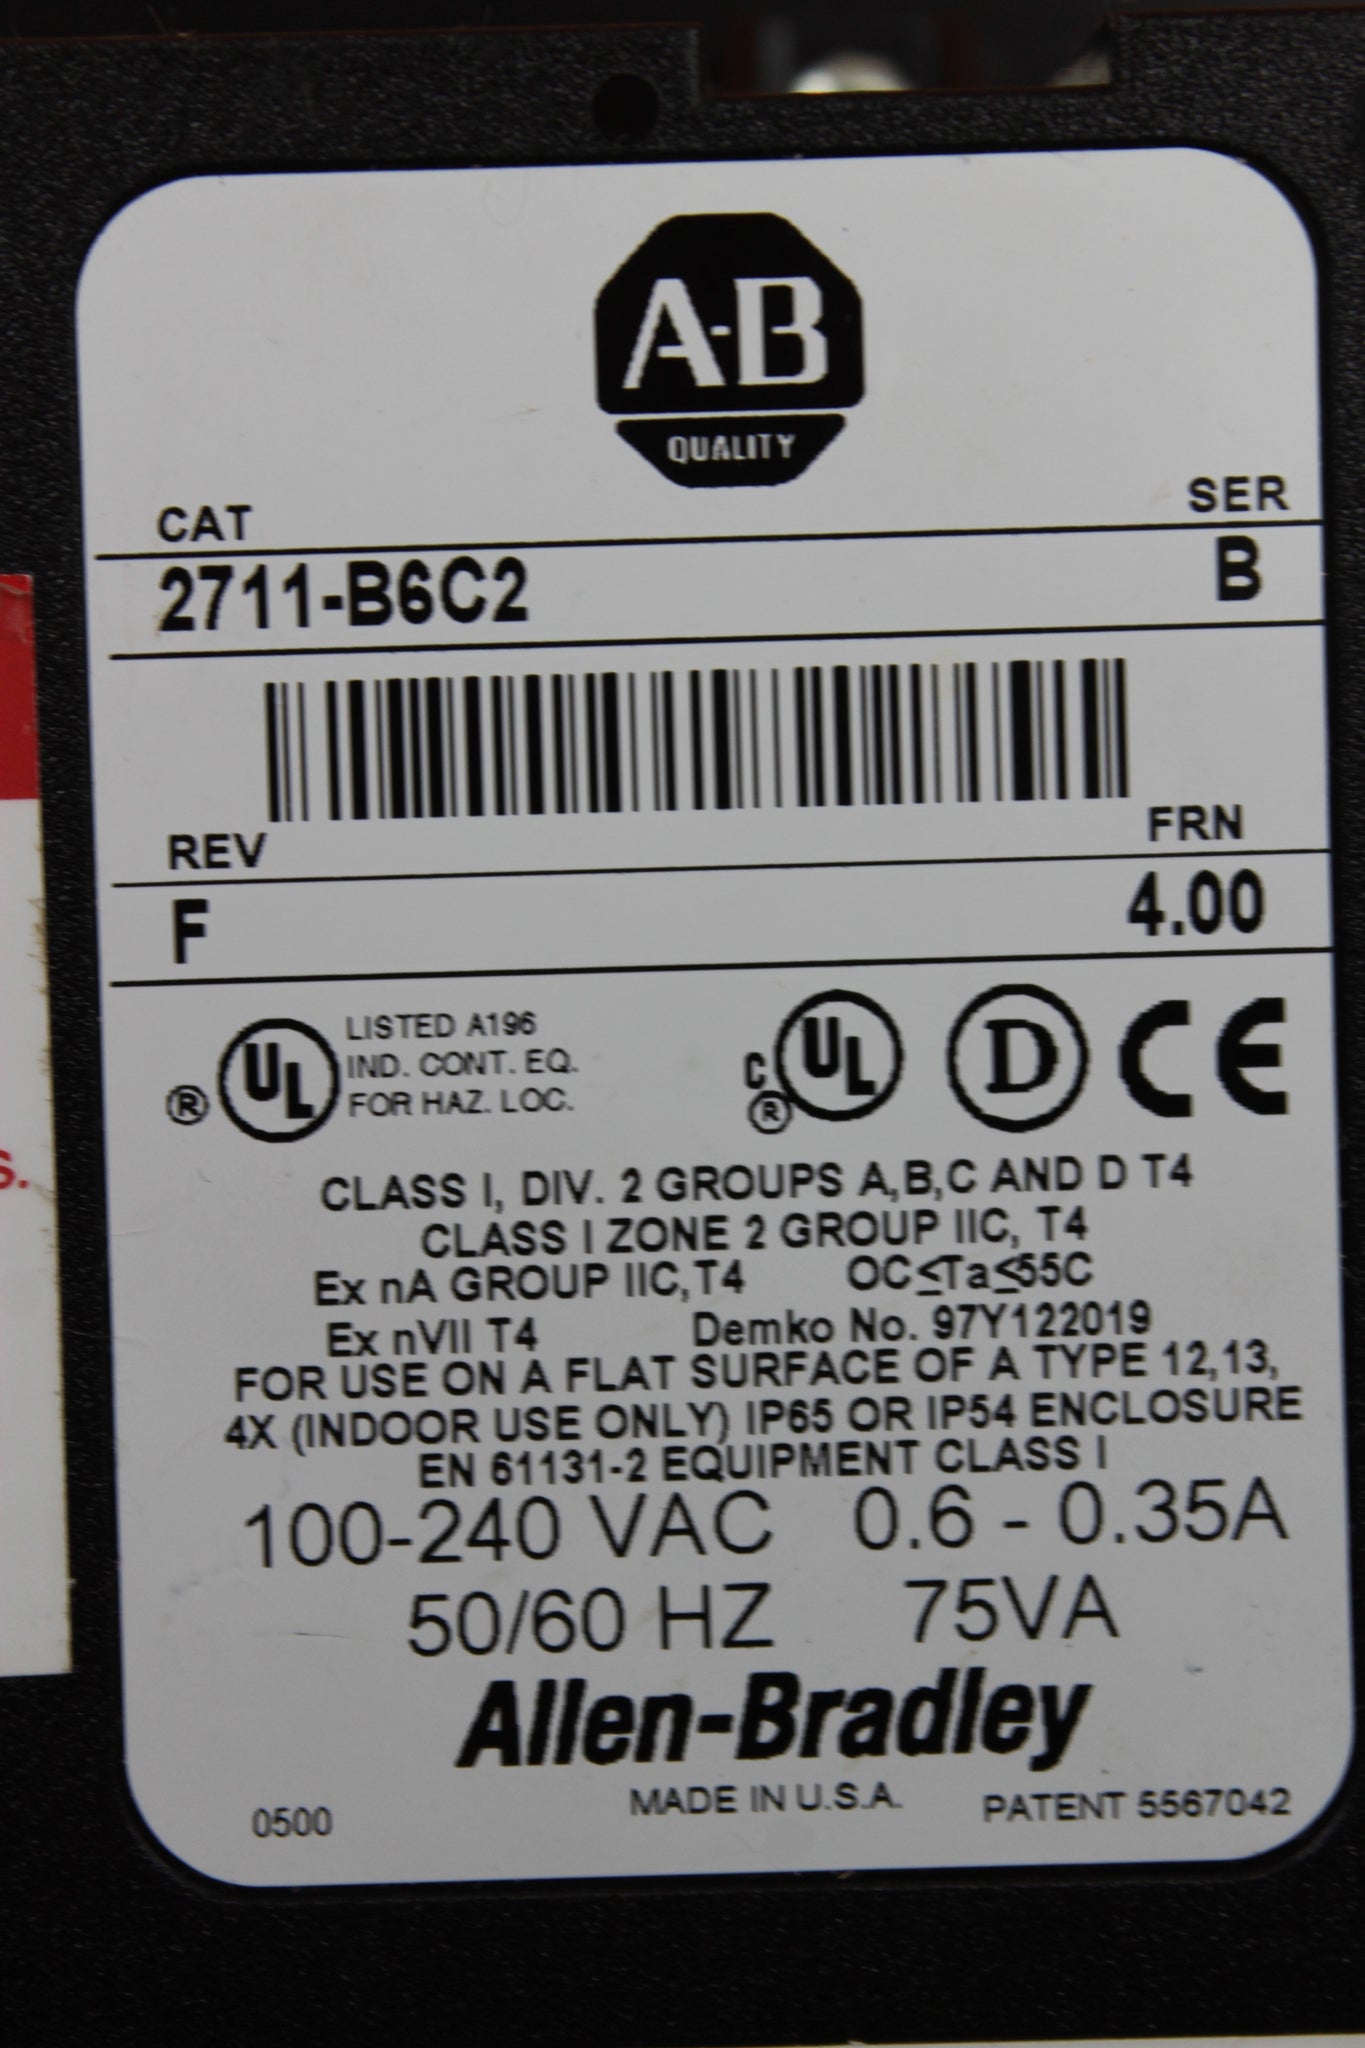 A-B
QUALITY
CAT SER
2711-B6C2 B
REV FRN
F 4.00
® UL LISTED A196
IND. CONT. EQ.
FOR HAZ. LOC.
C UL ® D CE
CLASS I, DIV. 2 GROUPS A,B,C AND D T4
CLASS I ZONE 2 GROUP IIC, T4
Ex nA GROUP IIC,T4 OC≤Ta≤55C
Ex nVII T4 Demko No. 97Y122019
FOR USE ON A FLAT SURFACE OF A TYPE 12,13,
4X (INDOOR USE ONLY) IP65 OR IP54 ENCLOSURE
EN 61131-2 EQUIPMENT CLASS I
100-240 VAC 0.6 - 0.35A
50/60 HZ 75VA
Allen-Bradley
0500 MADE IN U.S.A. PATENT 5567042
s.